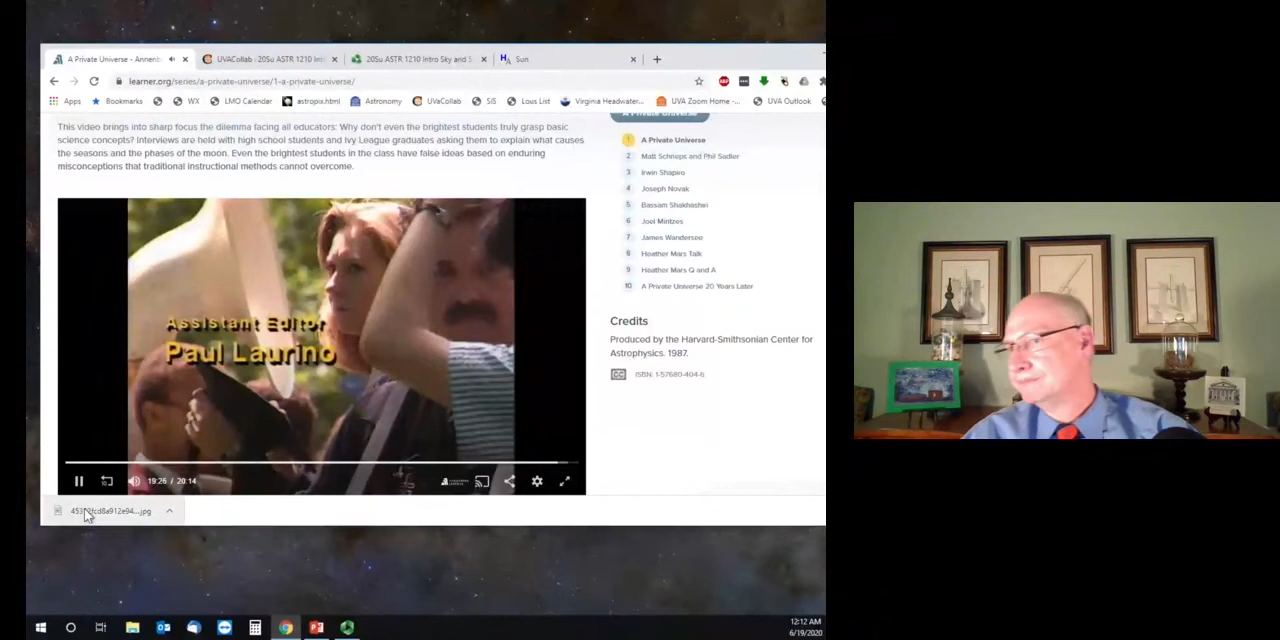 A Private Universe - Annenb
UVACollab : 20Su ASTR 1210 Int
20Su ASTR 1210 Intro Sky and S
Sun
learner.org/series/a-private-universe/1-a-private-universe/
Apps
Bookmarks
WX
LMO Calendar
astropix.html
Astronomy
UVaCollab
SIS
Lous List
Virginia Headwater...
UVA Zoom Home -...
UVA Outlook
A Private Universe
This video brings into sharp focus the dilemma facing all educators: Why don't even the brightest students truly grasp basic
science concepts? Interviews are held with high school students and Ivy League graduates asking them to explain what causes
the seasons and the phases of the moon. Even the brightest students in the class have false ideas based on enduring
misconceptions that traditional instructional methods cannot overcome.
1 A Private Universe
2 Matt Schneps and Phil Sadler
3 Irwin Shapiro
4 Joseph Novak
5 Bassam Shakhashiri
6 Joel Mintzes
7 James Wandersee
8 Heather Mars Talk
9 Heather Mars Q and A
10 A Private Universe 20 Years Later
Credits
Produced by the Harvard-Smithsonian Center for
Astrophysics. 1987.
CC ISBN: 1-57680-404-6
Assistant Editor
Paul Laurino
19:26 / 20:14
12:12 AM
6/19/2020